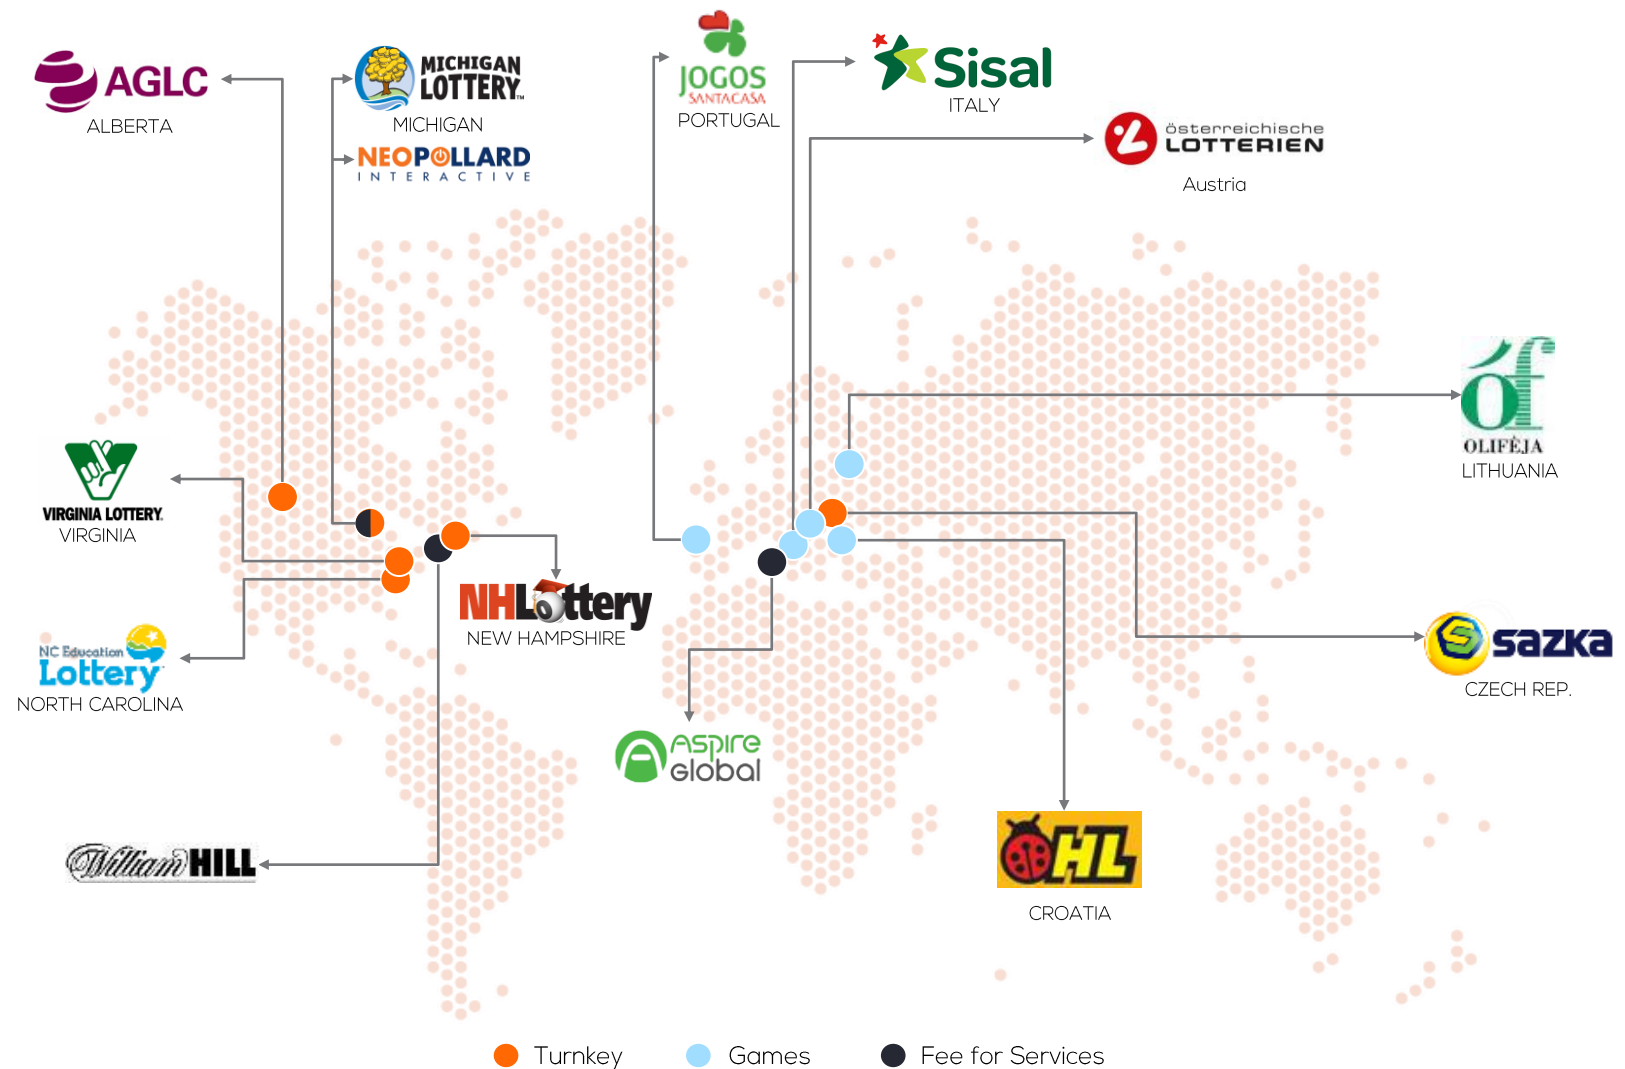 AGLC
ALBERTA
MICHIGAN
LOTTERY™
MICHIGAN
NEOPOLLARD
INTERACTIVE
JOGOS
SANTACASA
PORTUGAL
Sisal
ITALY
österreichische
LOTTERIEN
Austria
óf
OLIFĖJA
LITHUANIA
VIRGINIA LOTTERY.
VIRGINIA
NHLottery
NEW HAMPSHIRE
NC Education
Lottery
NORTH CAROLINA
sazka
CZECH REP.
Aspire
Global
William HILL
HL
CROATIA
Turnkey
Games
Fee for Services